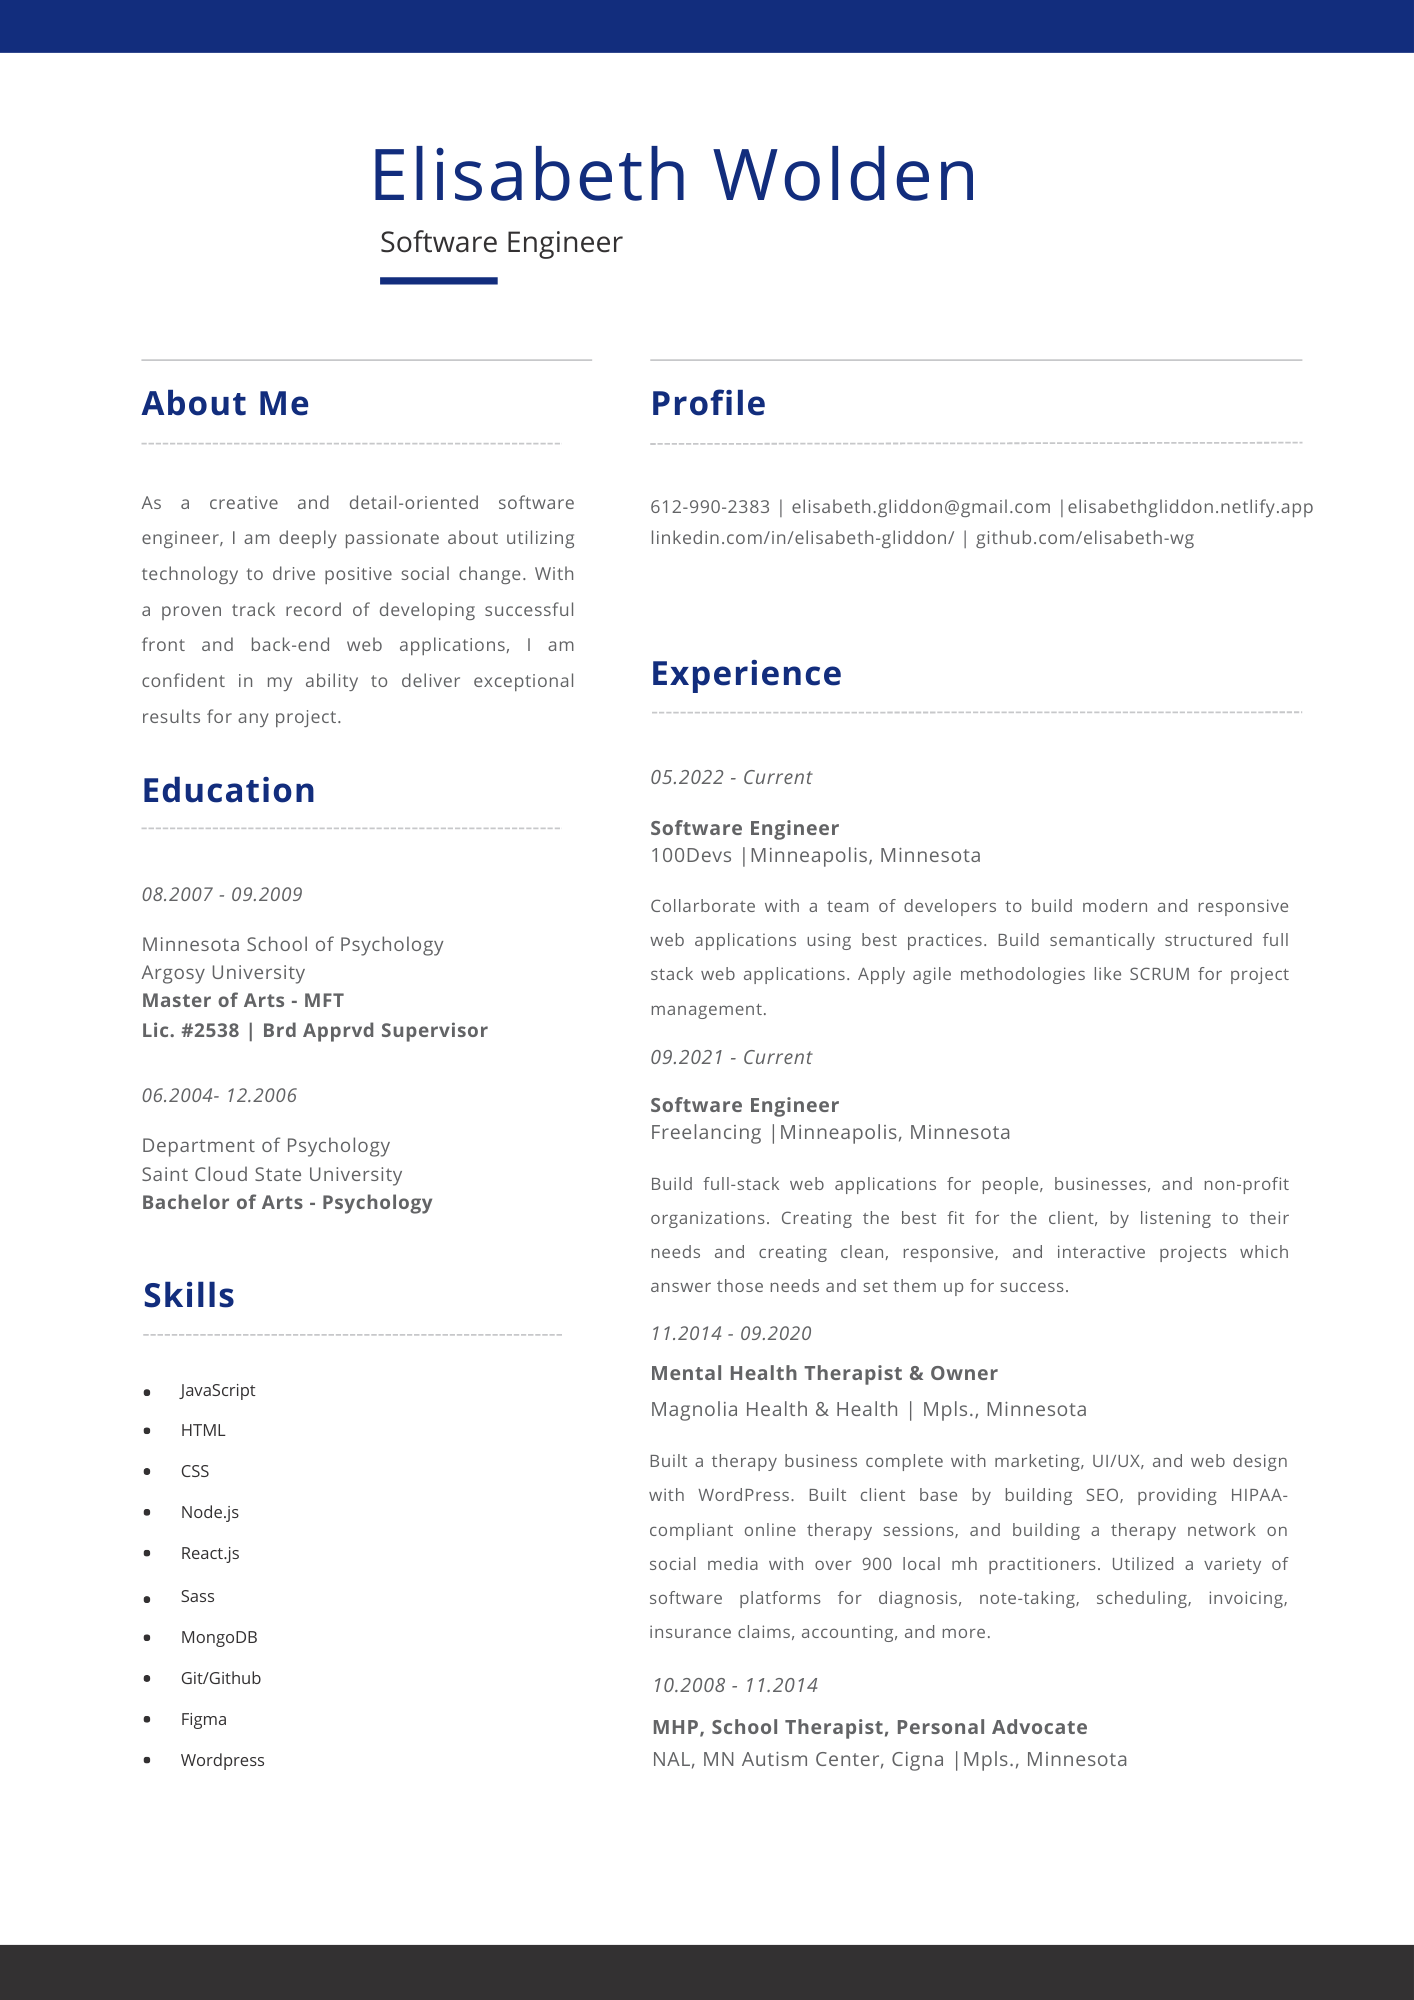 Elisabeth Wolden
Software Engineer
About Me
As a creative and detail-oriented software
engineer, I am deeply passionate about utilizing
technology to drive positive social change. With
a proven track record of developing successful
front and back-end web applications, I am
confident in my ability to deliver exceptional
results for any project.
Education
08.2007 - 09.2009
Minnesota School of Psychology
Argosy University
Master of Arts - MFT
Lic. #2538 | Brd Apprvd Supervisor
06.2004- 12.2006
Department of Psychology
Saint Cloud State University
Bachelor of Arts - Psychology
Skills
• JavaScript
• HTML
• CSS
• Node.js
• React.js
• Sass
• MongoDB
• Git/Github
• Figma
• Wordpress
Profile
612-990-2383 | elisabeth.gliddon@gmail.com |elisabethgliddon.netlify.app
linkedin.com/in/elisabeth-gliddon/ | github.com/elisabeth-wg
Experience
05.2022 - Current
Software Engineer
100Devs |Minneapolis, Minnesota
Collarborate with a team of developers to build modern and responsive
web applications using best practices. Build semantically structured full
stack web applications. Apply agile methodologies like SCRUM for project
management.
09.2021 - Current
Software Engineer
Freelancing |Minneapolis, Minnesota
Build full-stack web applications for people, businesses, and non-profit
organizations. Creating the best fit for the client, by listening to their
needs and creating clean, responsive, and interactive projects which
answer those needs and set them up for success.
11.2014 - 09.2020
Mental Health Therapist & Owner
Magnolia Health & Health | Mpls., Minnesota
Built a therapy business complete with marketing, UI/UX, and web design
with WordPress. Built client base by building SEO, providing HIPAA-
compliant online therapy sessions, and building a therapy network on
social media with over 900 local mh practitioners. Utilized a variety of
software platforms for diagnosis, note-taking, scheduling, invoicing,
insurance claims, accounting, and more.
10.2008 - 11.2014
MHP, School Therapist, Personal Advocate
NAL, MN Autism Center, Cigna |Mpls., Minnesota